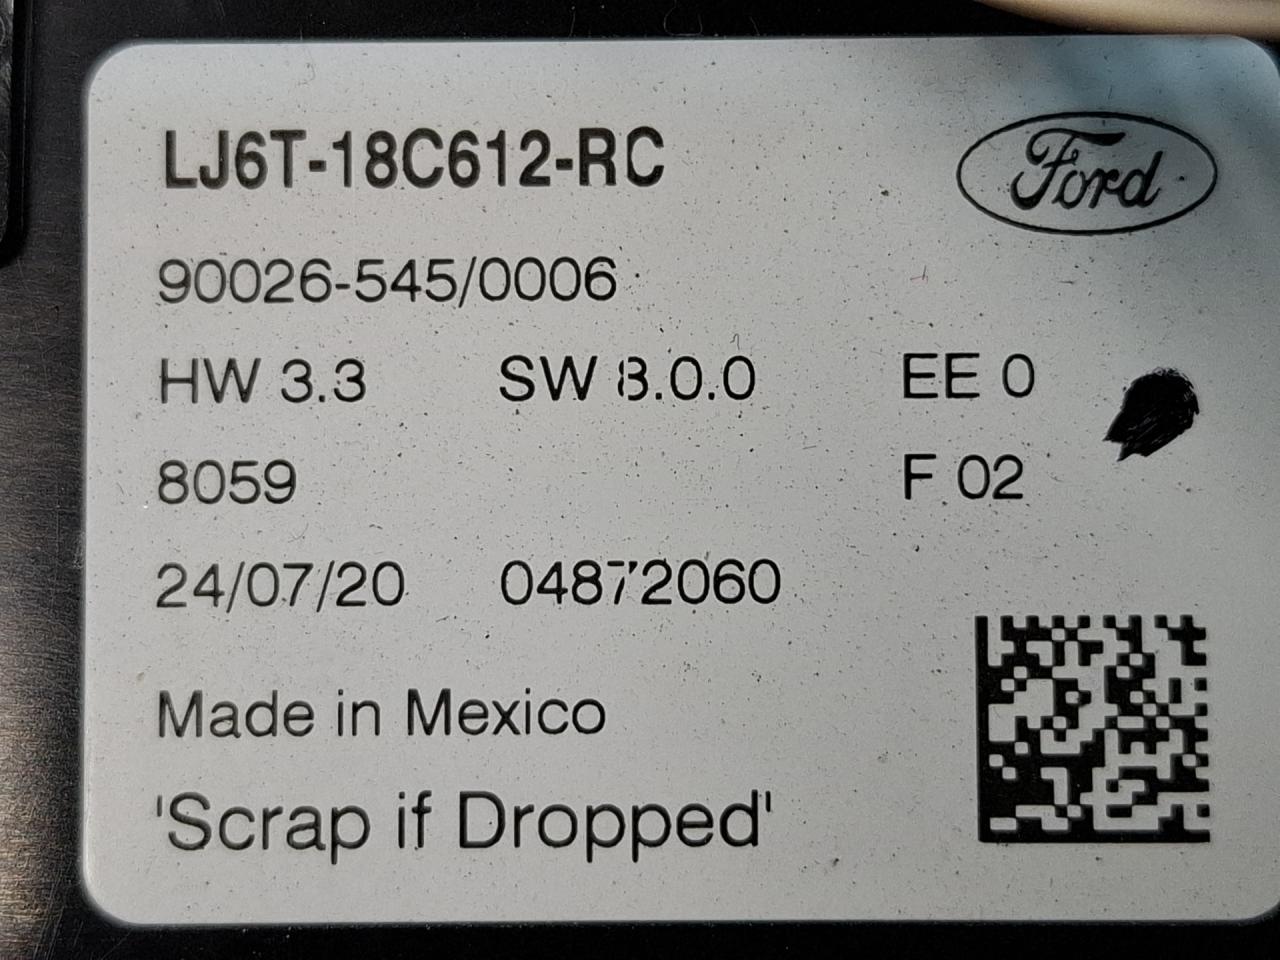 LJ6T-18C612-RC
Ford
90026-545/0006
HW 3.3 SW 8.0.0 EE 0
8059 F 02
24/07/20 04872060
Made in Mexico
'Scrap if Dropped'